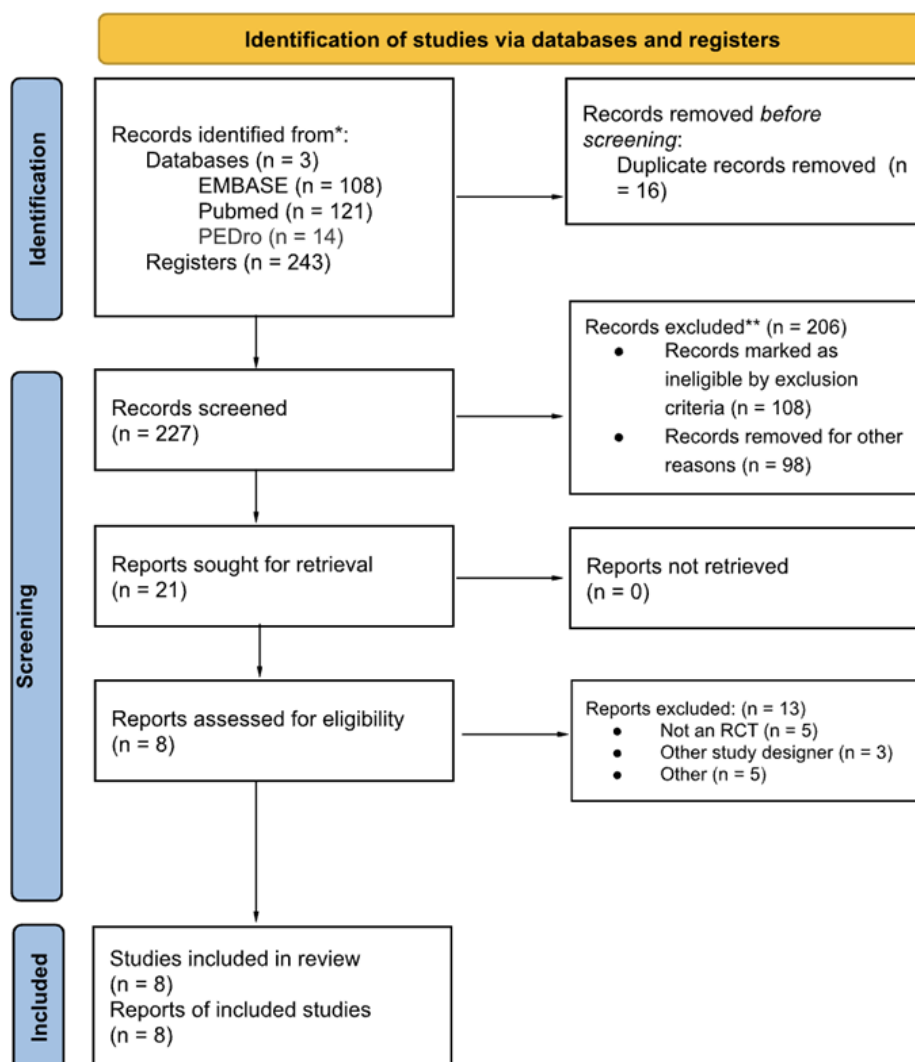 Identification of studies via databases and registers
Identification
Records identified from*:
Databases (n = 3)
EMBASE (n = 108)
Pubmed (n = 121)
PEDro (n = 14)
Registers (n = 243)
Records removed before
screening:
Duplicate records removed (n
= 16)
Screening
Records screened
(n = 227)
Records excluded** (n = 206)
● Records marked as
ineligible by exclusion
criteria (n = 108)
● Records removed for other
reasons (n = 98)
Reports sought for retrieval
(n = 21)
Reports not retrieved
(n = 0)
Reports assessed for eligibility
(n = 8)
Reports excluded: (n = 13)
● Not an RCT (n = 5)
● Other study designer (n = 3)
● Other (n = 5)
Included
Studies included in review
(n = 8)
Reports of included studies
(n = 8)